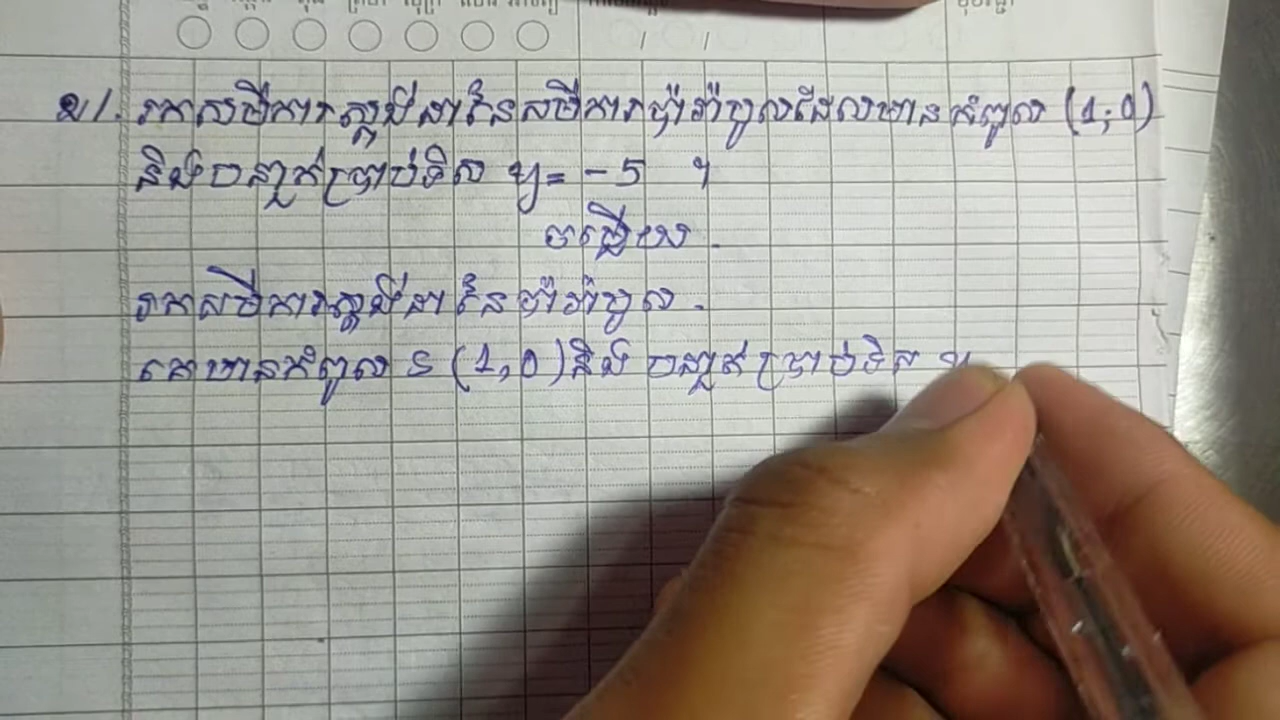 ២/. រកសមីការស្តង់ដានៃសមីការប៉ារ៉ាបូលដែលមានកំពូល (1;0)
និងបន្ទាត់ប្រាប់ទិស y = -5 ។
ចម្លើយ
រកសមីការស្តង់ដានៃប៉ារ៉ាបូល .
គេមានកំពូល S (1,0) និង បន្ទាត់ប្រាប់ទិស y